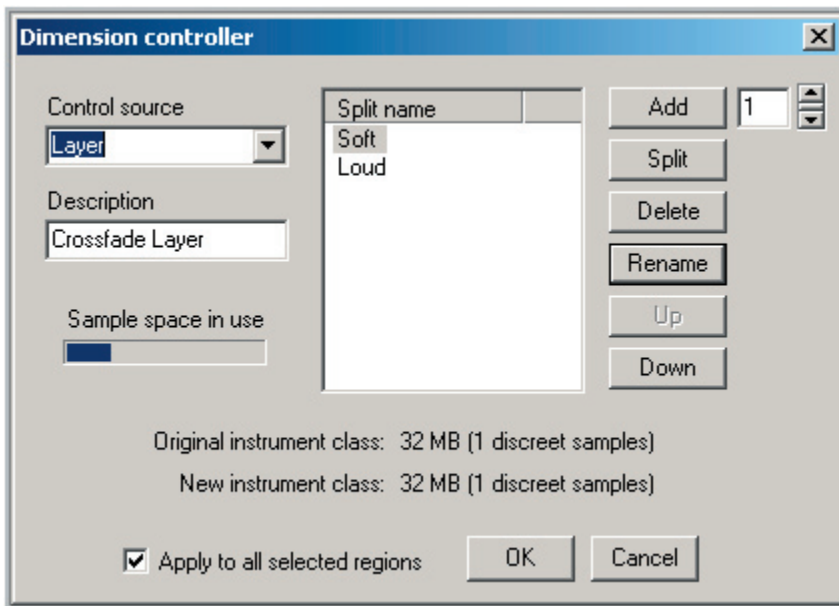 Dimension controller
Control source
Layer
Description
Crossfade Layer
Sample space in use
Split name
Soft
Loud
Add
1
Split
Delete
Rename
Up
Down
Original instrument class: 32 MB (1 discreet samples)
New instrument class: 32 MB (1 discreet samples)
Apply to all selected regions
OK
Cancel